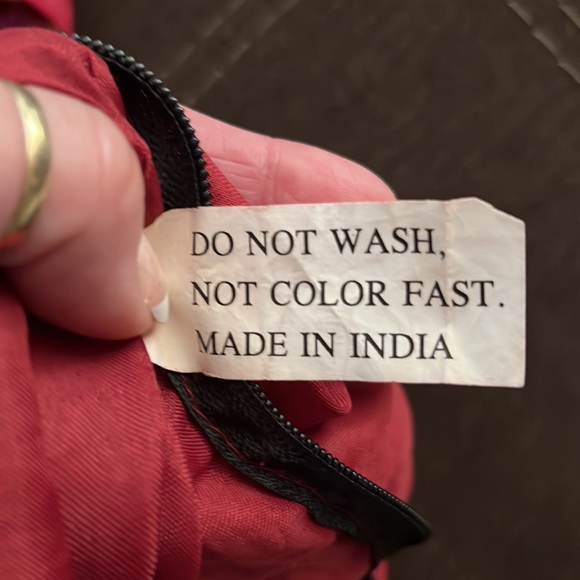 DO NOT WASH,
NOT COLOR FAST.
MADE IN INDIA